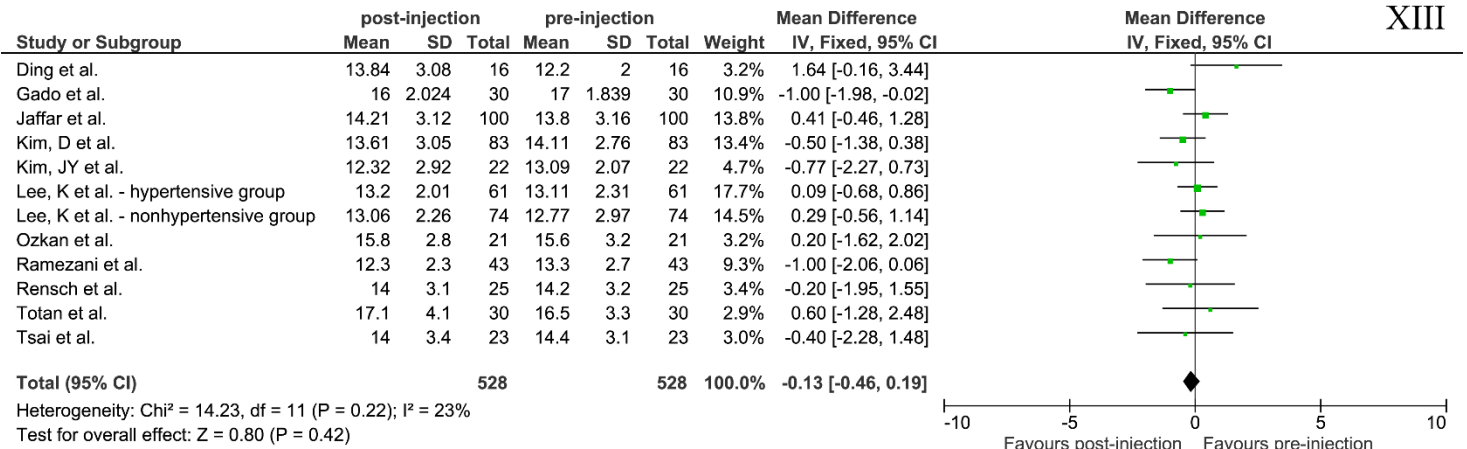 XIII
post-injection pre-injection Mean Difference Mean Difference
Study or Subgroup Mean SD Total Mean SD Total Weight IV, Fixed, 95% CI IV, Fixed, 95% CI
Ding et al. 13.84 3.08 16 12.2 2 16 3.2% 1.64 [-0.16, 3.44]
Gado et al. 16 2.024 30 17 1.839 30 10.9% -1.00 [-1.98, -0.02]
Jaffar et al. 14.21 3.12 100 13.8 3.16 100 13.8% 0.41 [-0.46, 1.28]
Kim, D et al. 13.61 3.05 83 14.11 2.76 83 13.4% -0.50 [-1.38, 0.38]
Kim, JY et al. 12.32 2.92 22 13.09 2.07 22 4.7% -0.77 [-2.27, 0.73]
Lee, K et al. - hypertensive group 13.2 2.01 61 13.11 2.31 61 17.7% 0.09 [-0.68, 0.86]
Lee, K et al. - nonhypertensive group 13.06 2.26 74 12.77 2.97 74 14.5% 0.29 [-0.56, 1.14]
Ozkan et al. 15.8 2.8 21 15.6 3.2 21 3.2% 0.20 [-1.62, 2.02]
Ramezani et al. 12.3 2.3 43 13.3 2.7 43 9.3% -1.00 [-2.06, 0.06]
Rensch et al. 14 3.1 25 14.2 3.2 25 3.4% -0.20 [-1.95, 1.55]
Totan et al. 17.1 4.1 30 16.5 3.3 30 2.9% 0.60 [-1.28, 2.48]
Tsai et al. 14 3.4 23 14.4 3.1 23 3.0% -0.40 [-2.28, 1.48]
Total (95% CI) 528 528 100.0% -0.13 [-0.46, 0.19]
Heterogeneity: Chi² = 14.23, df = 11 (P = 0.22); I² = 23%
Test for overall effect: Z = 0.80 (P = 0.42)
-10 -5 0 5 10
Favours post-injection Favours pre-injection